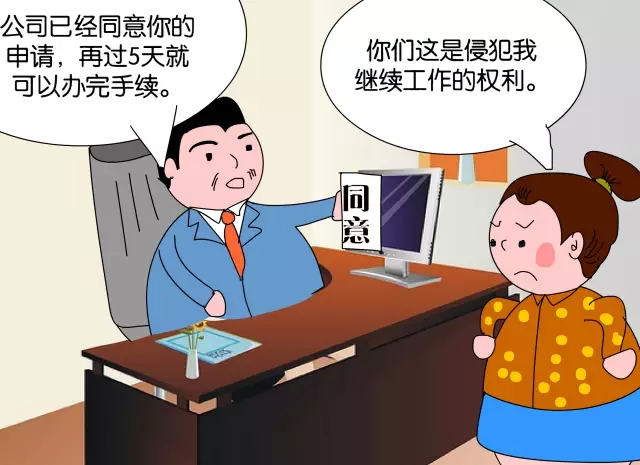 公司已经同意你的
申请，再过5天就
可以办完手续。
你们这是侵犯我
继续工作的权利。
同
意